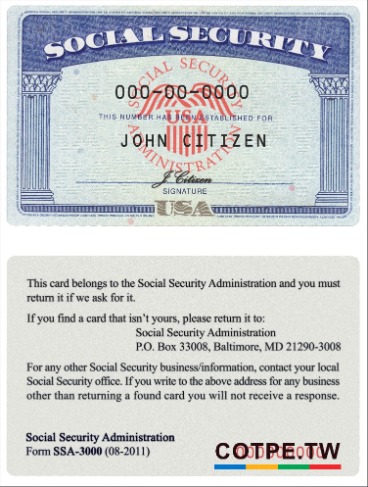 SOCIAL SECURITY
SOCIAL SECURITY
000-00-0000
THIS NUMBER HAS BEEN ESTABLISHED FOR
USA
JOHN CITIZEN
ADMINISTRATION
J. Citizen
SIGNATURE
USA
This card belongs to the Social Security Administration and you must
return it if we ask for it.
If you find a card that isn't yours, please return it to:
Social Security Administration
P.O. Box 33008, Baltimore, MD 21290-3008
For any other Social Security business/information, contact your local
Social Security office. If you write to the above address for any business
other than returning a found card you will not receive a response.
Social Security Administration
Form SSA-3000 (08-2011)
COTPE.TW